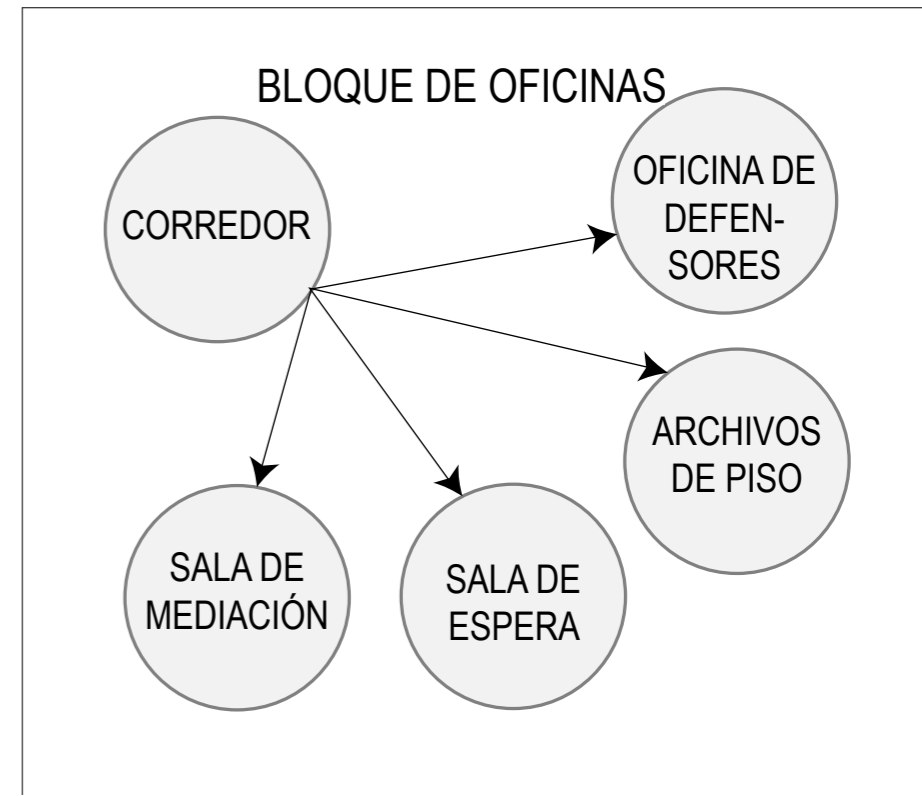 BLOQUE DE OFICINAS
CORREDOR
OFICINA DE
DEFEN-
SORES
ARCHIVOS
DE PISO
SALA DE
MEDIACIÓN
SALA DE
ESPERA